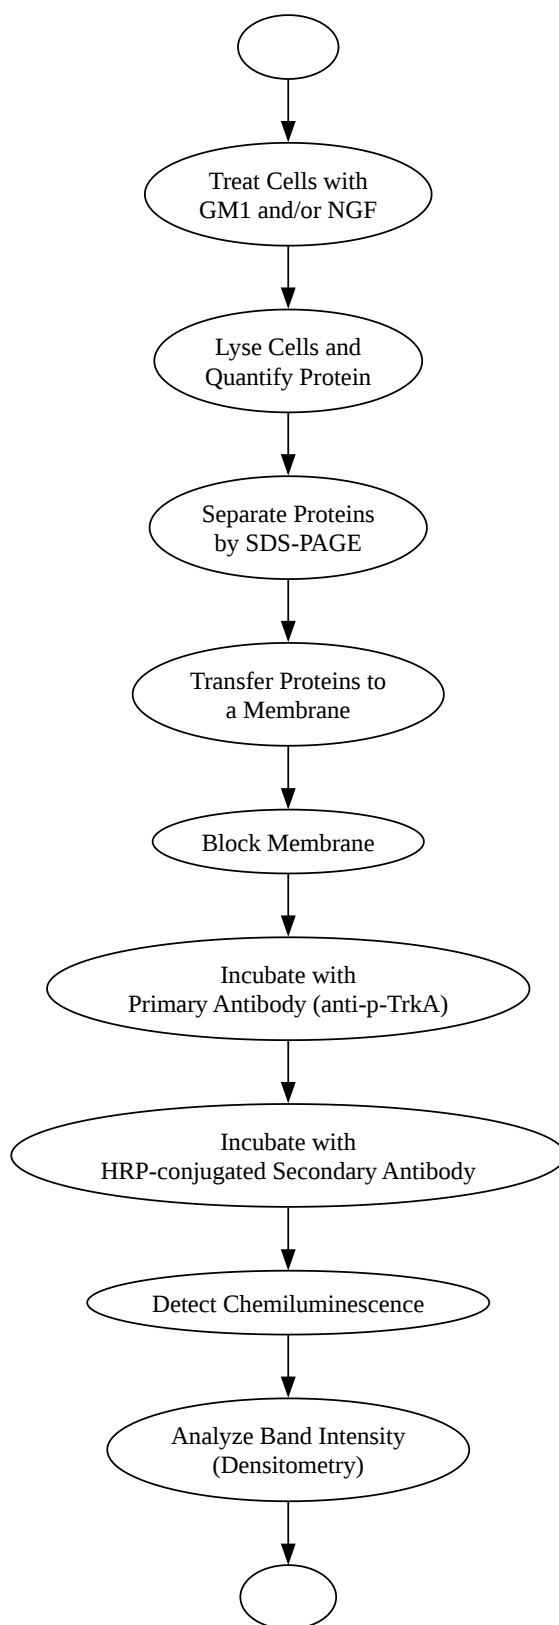 Treat Cells with
GM1 and/or NGF
Lyse Cells and
Quantify Protein
Separate Proteins
by SDS-PAGE
Transfer Proteins to
a Membrane
Block Membrane
Incubate with
Primary Antibody (anti-p-TrkA)
Incubate with
HRP-conjugated Secondary Antibody
Detect Chemiluminescence
Analyze Band Intensity
(Densitometry)